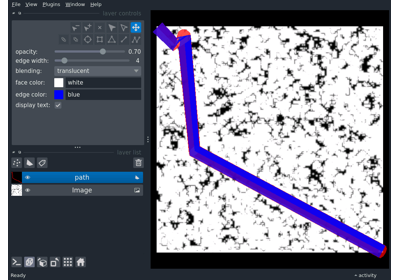 File View Plugins Window Help
layer controls
opacity: 0.70
edge width: 4
blending: translucent
face color: white
edge color: blue
display text:
layer list
path
Image
Ready
activity